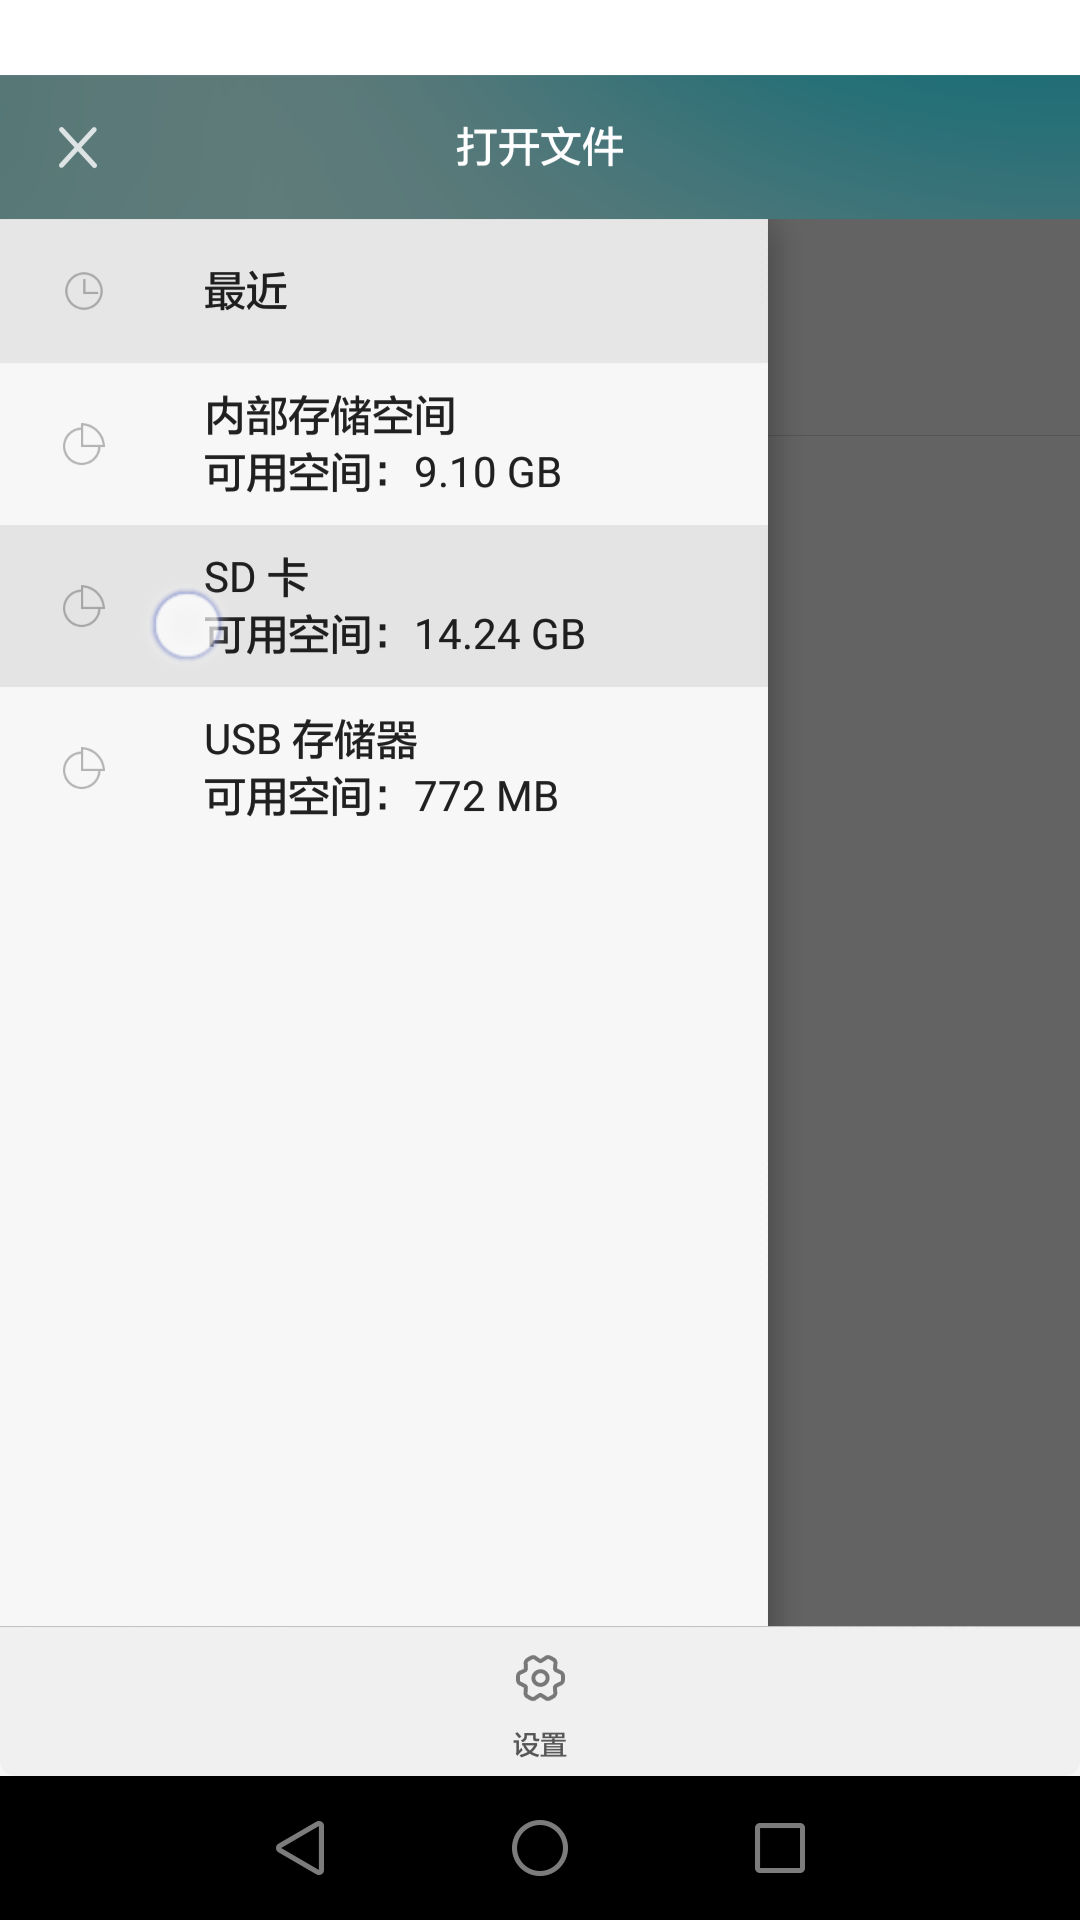 打开文件
最近
内部存储空间
可用空间：9.10 GB
SD 卡
可用空间：14.24 GB
USB 存储器
可用空间：772 MB
设置